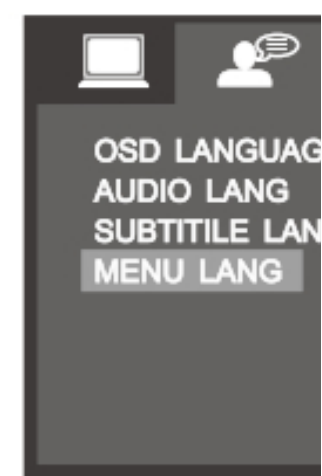 OSD LANGUAG
AUDIO LANG
SUBTITILE LAN
MENU LANG